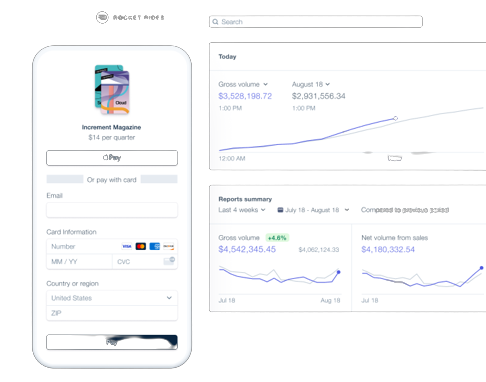 ROCKET RIDES
Search
Increment Magazine
$14 per quarter
Pay
Or pay with card
Email
Card Information
Number
VISA
MM / YY
CVC
Country or region
United States
ZIP
Pay
Today
Gross volume
August 18
$3,528,198.72
$2,931,556.34
1:00 PM
1:00 PM
12:00 AM
Reports summary
Last 4 weeks
July 18 - August 18
Compared to previous period
Gross volume
+4.6%
$4,542,345.45
$4,062,124.33
Jul 18
Aug 18
Net volume from sales
$4,180,332.54
Jul 18